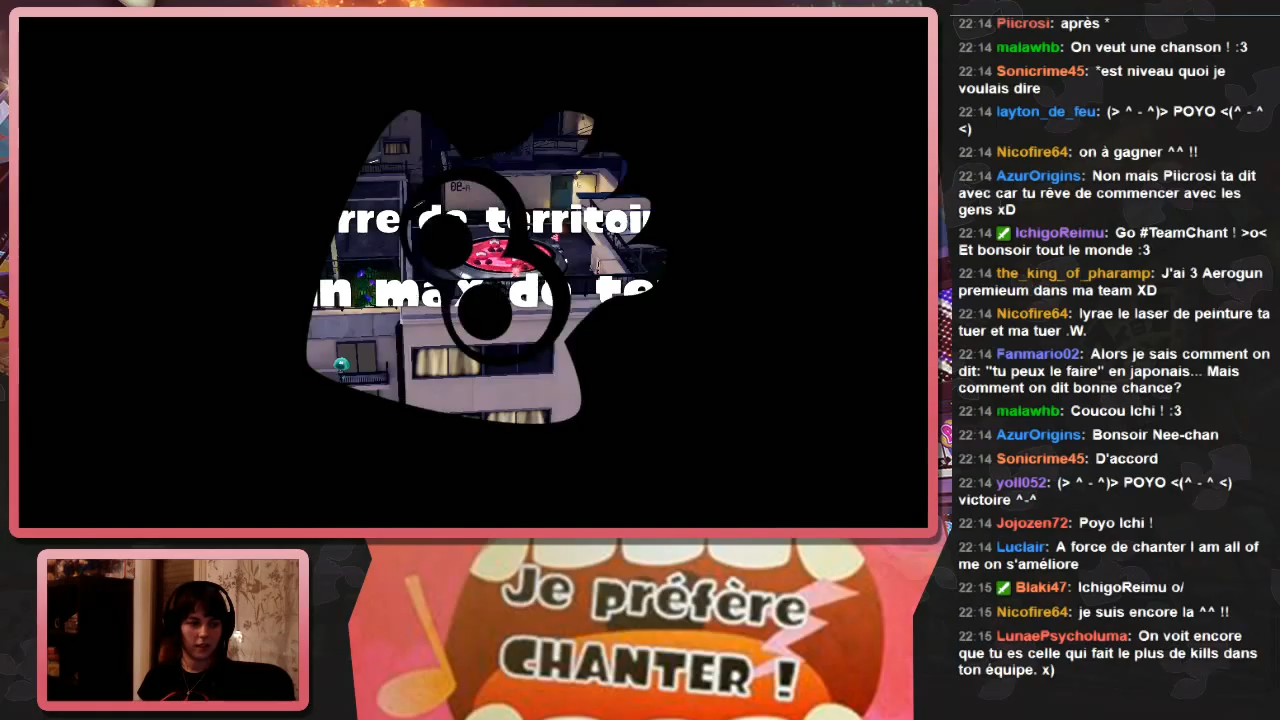 OB-A
rre de territoi
n max de te
Je préfère
CHANTER !
22:14 Piicrosi: après *
22:14 malawhb: On veut une chanson ! :3
22:14 Sonicrime45: *est niveau quoi je
voulais dire
22:14 layton_de_feu: (> ^ - ^)> POYO <(^ - ^
<)
22:14 Nicofire64: on à gagner ^^ !!
22:14 AzurOrigins: Non mais Piicrosi ta dit
avec car tu rêve de commencer avec les
gens xD
22:14 IchigoReimu: Go #TeamChant ! >o<
Et bonsoir tout le monde :3
22:14 the_king_of_pharamp: J'ai 3 Aerogun
premieum dans ma team XD
22:14 Nicofire64: lyrae le laser de peinture ta
tuer et ma tuer .W.
22:14 Fanmario02: Alors je sais comment on
dit: "tu peux le faire" en japonais... Mais
comment on dit bonne chance?
22:14 malawhb: Coucou Ichi ! :3
22:14 AzurOrigins: Bonsoir Nee-chan
22:14 Sonicrime45: D'accord
22:14 yoll052: (> ^ - ^)> POYO <(^ - ^ <)
victoire ^-^
22:14 Jojozen72: Poyo Ichi !
22:14 Luclair: A force de chanter I am all of
me on s'améliore
22:15 Blaki47: IchigoReimu o/
22:15 Nicofire64: je suis encore la ^^ !!
22:15 LunaePsycholuma: On voit encore
que tu es celle qui fait le plus de kills dans
ton équipe. x)